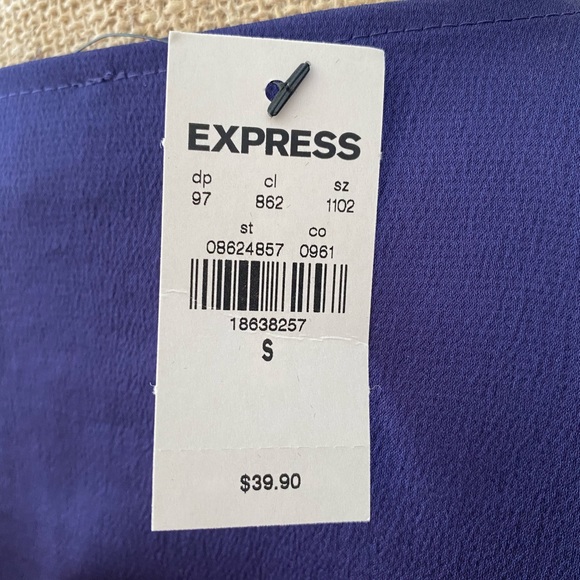 EXPRESS
dp cl sz
97 862 1102
st co
08624857 0961
18638257
S
$39.90